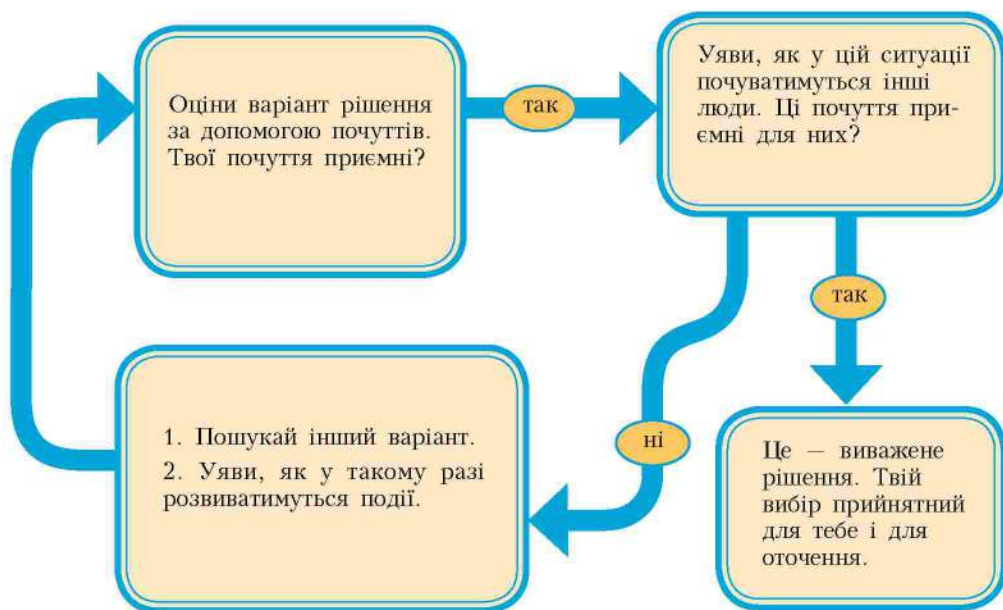 Оціни варіант рішення
за допомогою почуттів.
Твої почуття приємні?
так
Уяви, як у цій ситуації
почуватимуться інші
люди. Ці почуття при-
ємні для них?
так
ні
1. Пошукай інший варіант.
2. Уяви, як у такому разі
розвиватимуться події.
Це – виважене
рішення. Твій
вибір прийнятний
для тебе і для
оточення.